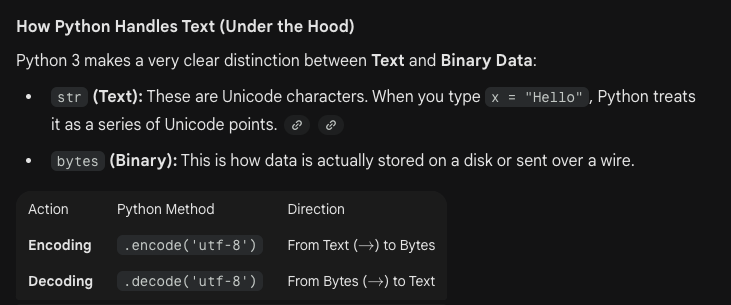 How Python Handles Text (Under the Hood)
Python 3 makes a very clear distinction between Text and Binary Data:
• str (Text): These are Unicode characters. When you type x = "Hello", Python treats
it as a series of Unicode points.
• bytes (Binary): This is how data is actually stored on a disk or sent over a wire.
Action Python Method Direction
Encoding .encode('utf-8') From Text (→) to Bytes
Decoding .decode('utf-8') From Bytes (→) to Text